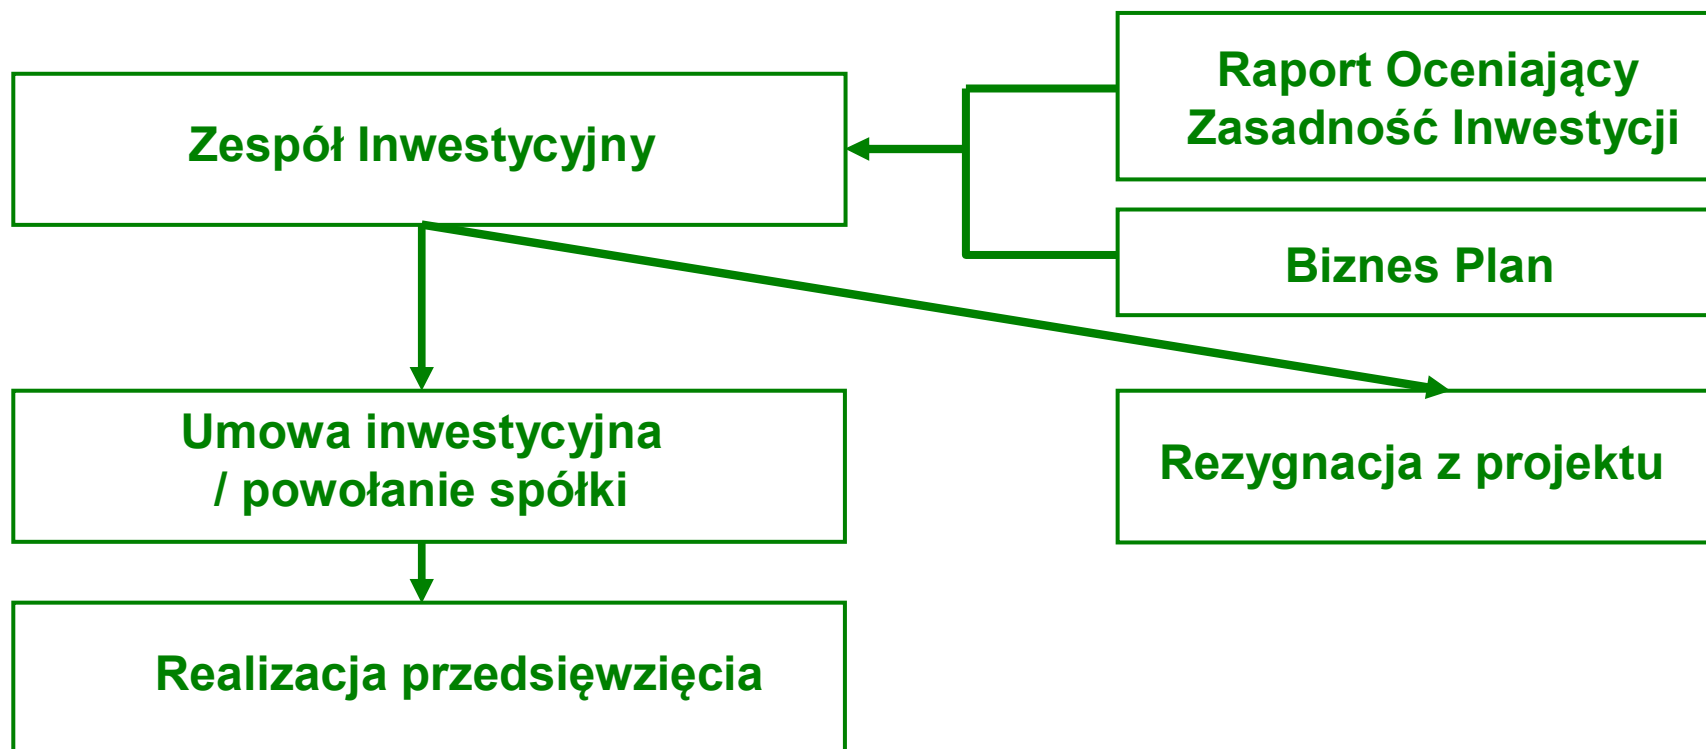 Raport Oceniający
Zasadność Inwestycji
Zespół Inwestycyjny
Biznes Plan
Umowa inwestycyjna
/ powołanie spółki
Rezygnacja z projektu
Realizacja przedsięwzięcia